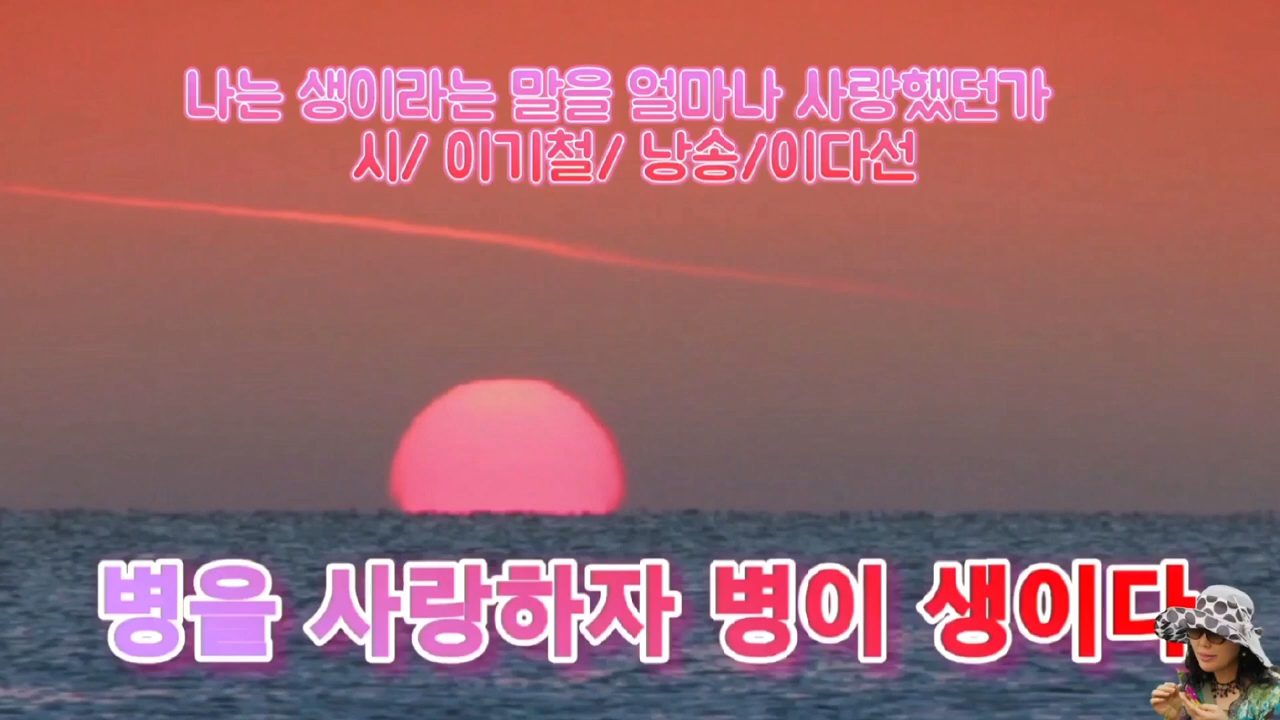 나는 생이라는 말을 얼마나 사랑했던가
시/ 이기철/ 낭송/이다선
병을 사랑하자 병이 생이다